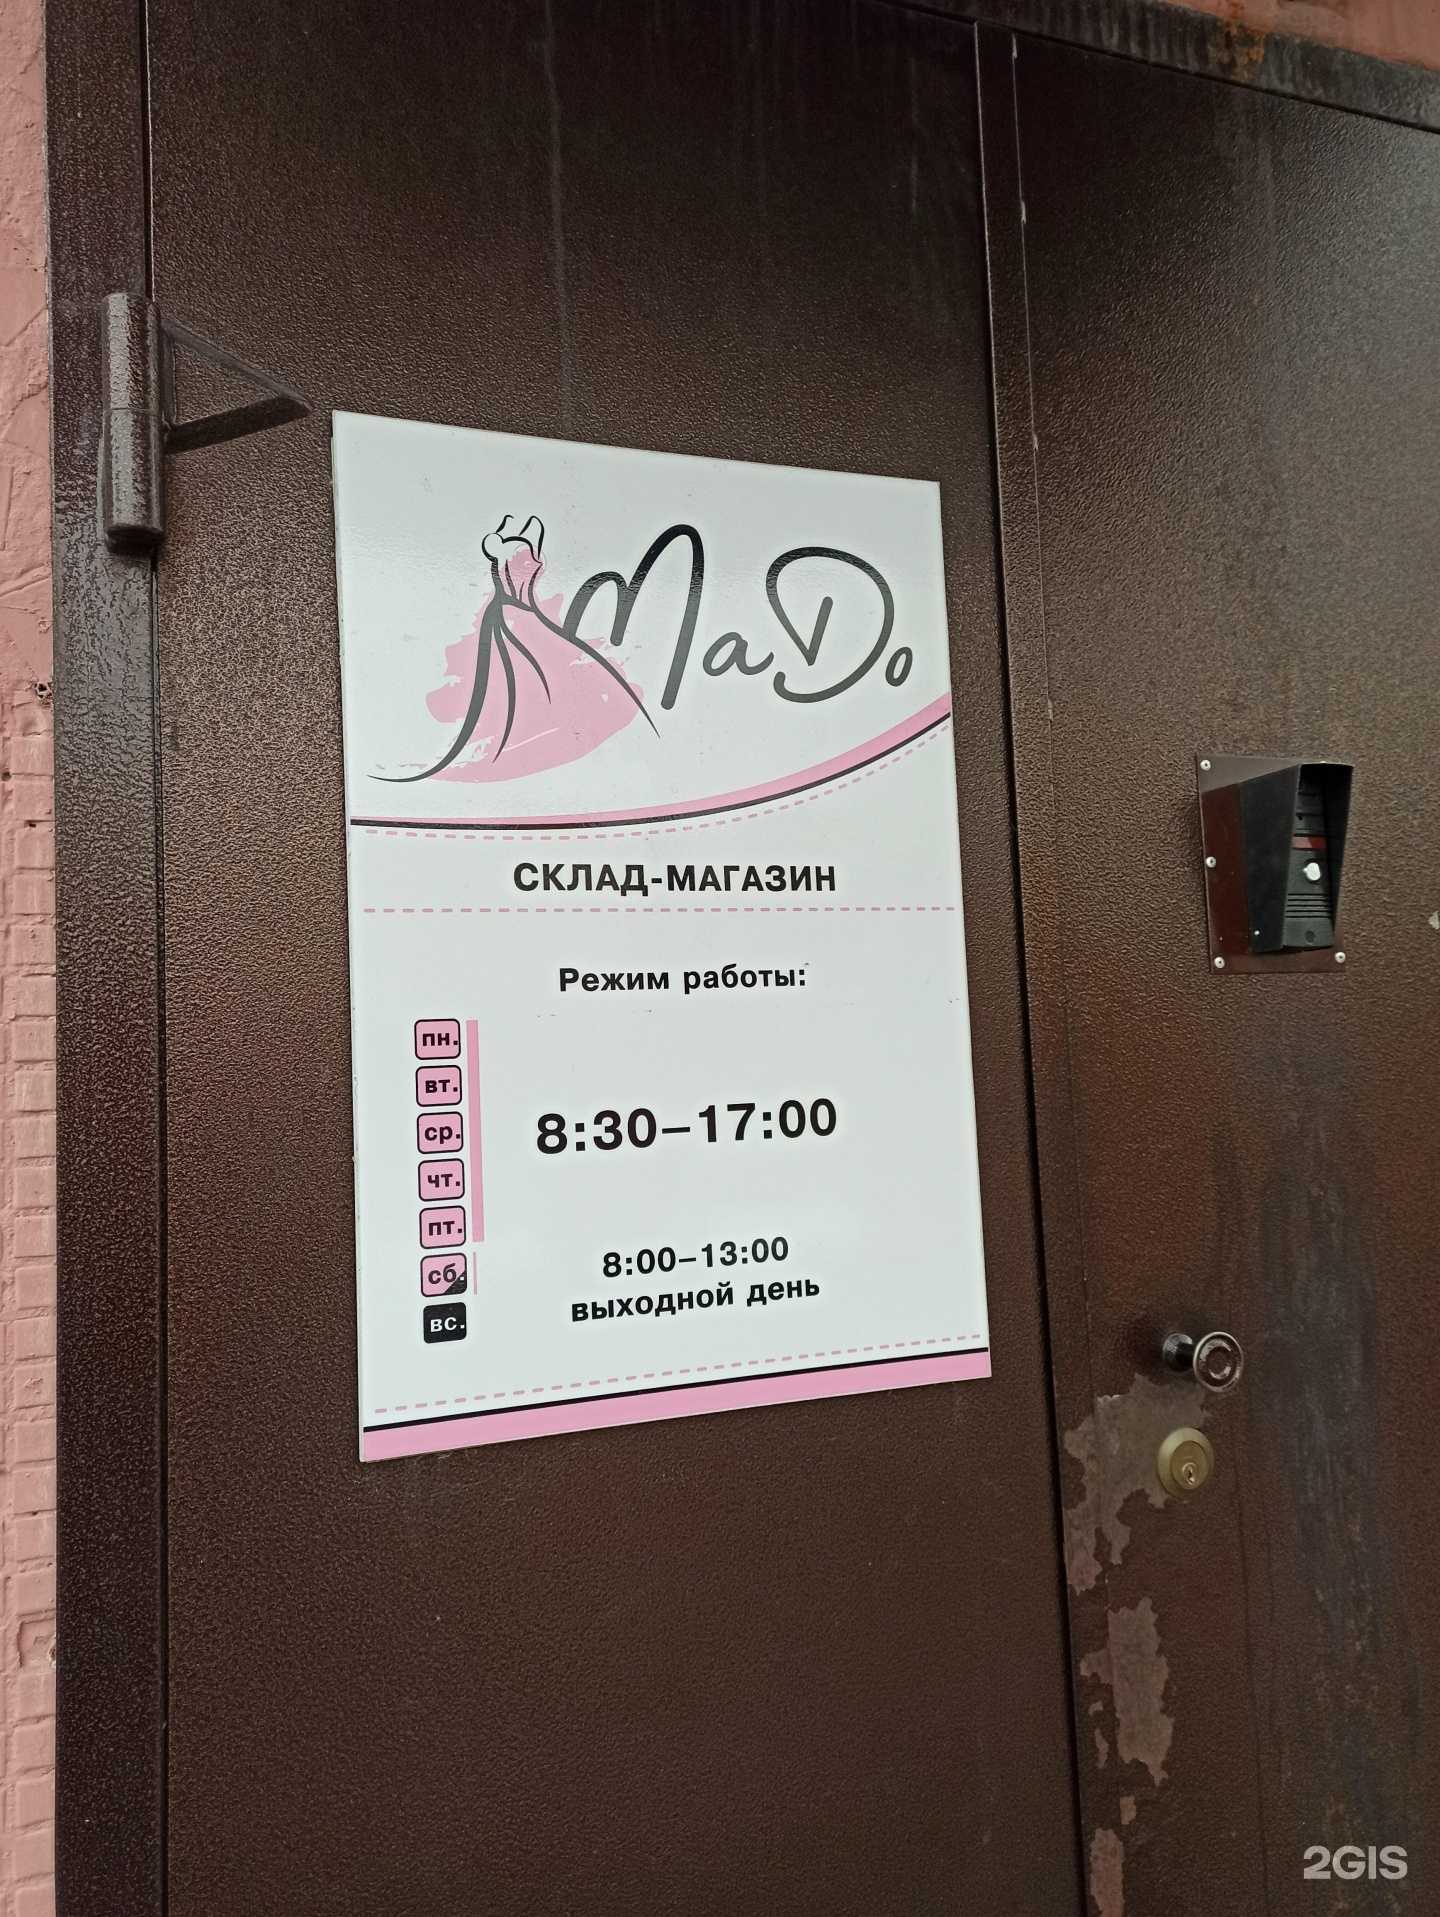 MaDo
СКЛАД-МАГАЗИН
Режим работы:
пн.
вт.
ср.
чт.
пт.
8:30–17:00
сб.
8:00–13:00
вс.
выходной день
2GIS